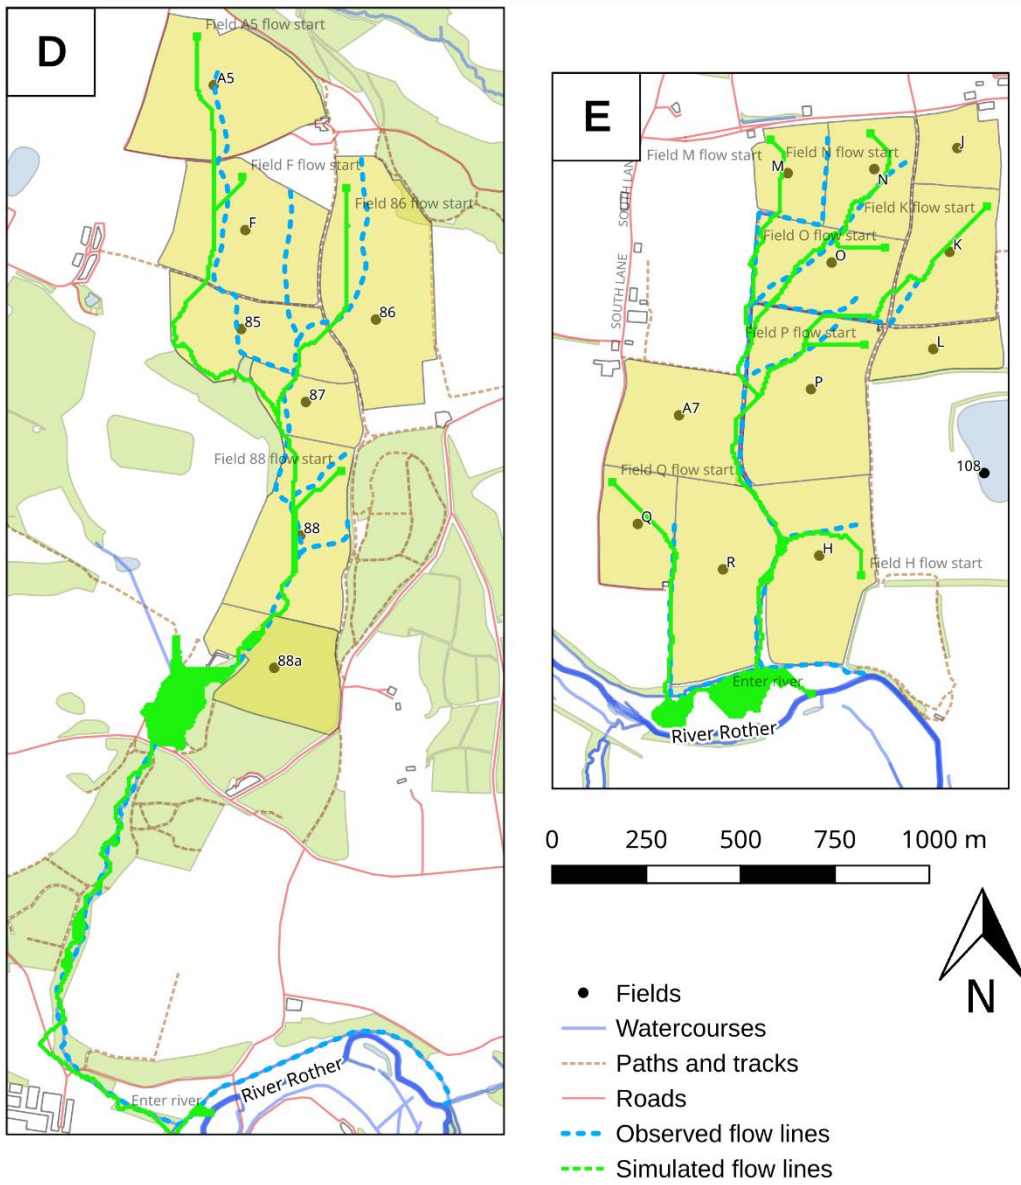 D
Field A5 flow start
A5
Field F flow start
Field 86 flow start
F
86
85
87
Field 88 flow start
88
88a
Enter river
River Rother
E
SOUTH LANE
SOUTH LANE
Field M flow start
Field N flow start
J
M
N
Field K flow start
Field O flow start
K
O
Field P flow start
L
P
A7
Field Q flow start
108
Q
H
R
Field H flow start
Enter river
River Rother
0 250 500 750 1000 m
N
Fields
Watercourses
Paths and tracks
Roads
Observed flow lines
Simulated flow lines